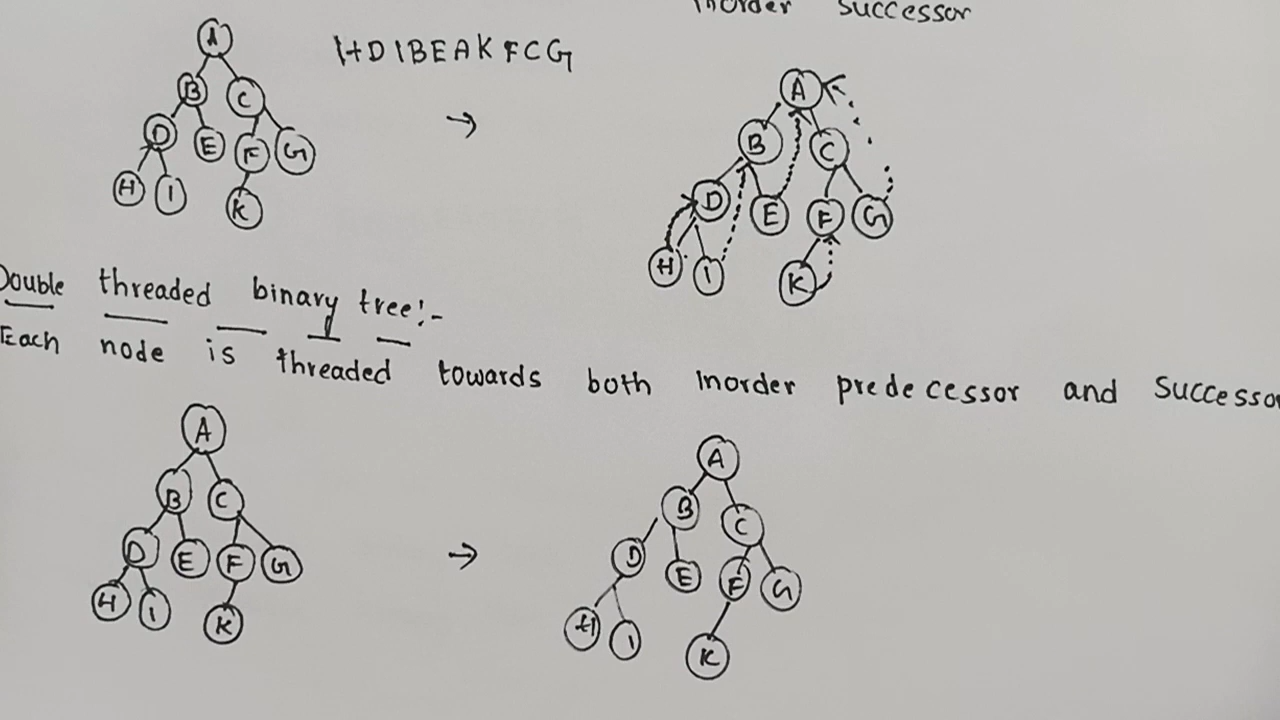 Inorder successor
A
HDIBEAKFCG
B C
D E F G
H I K
A
B C
D E F G
H I K
Double threaded binary tree:-
Each node is threaded towards both Inorder predecessor and Successor
A
B C
D E F G
H I K
A
B C
D E F G
H I K